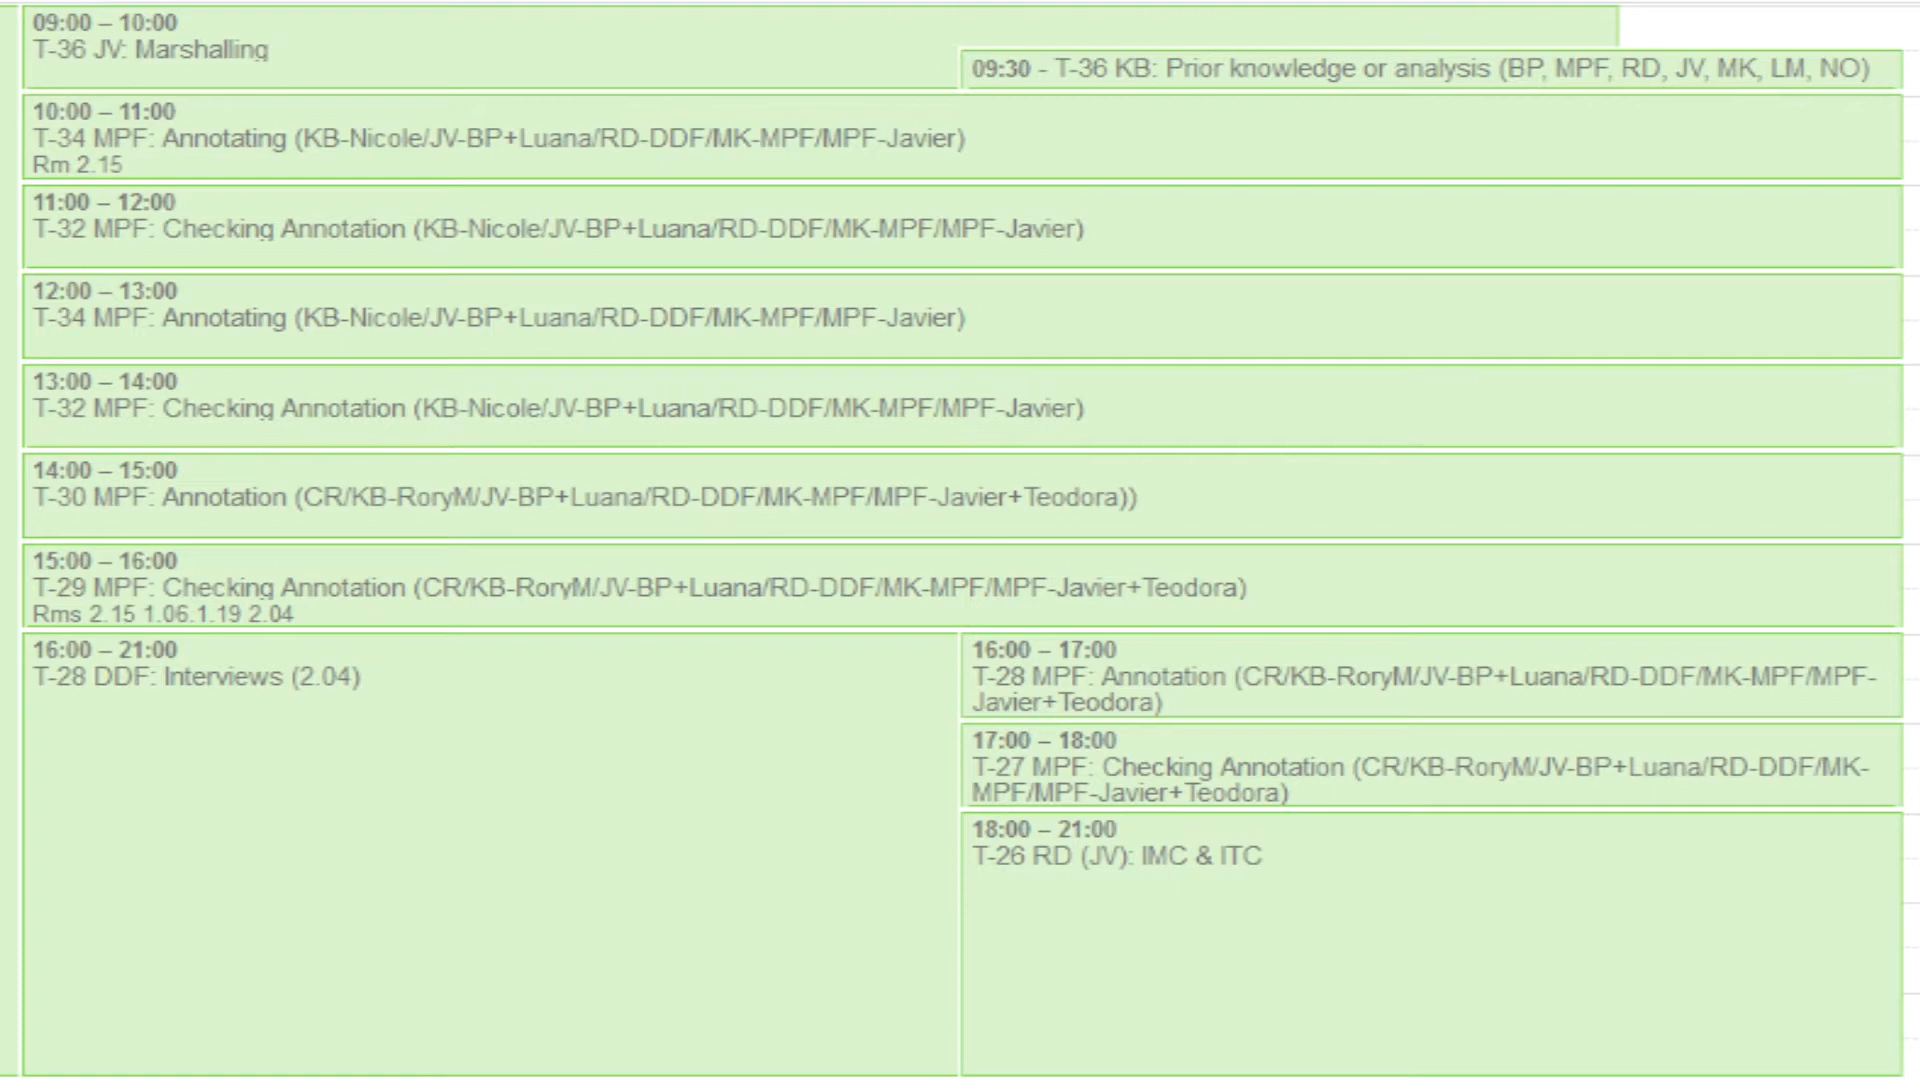 09:00 – 10:00
T-36 JV: Marshalling
09:30 - T-36 KB: Prior knowledge or analysis (BP, MPF, RD, JV, MK, LM, NO)
10:00 – 11:00
T-34 MPF: Annotating (KB-Nicole/JV-BP+Luana/RD-DDF/MK-MPF/MPF-Javier)
Rm 2.15
11:00 – 12:00
T-32 MPF: Checking Annotation (KB-Nicole/JV-BP+Luana/RD-DDF/MK-MPF/MPF-Javier)
12:00 – 13:00
T-34 MPF: Annotating (KB-Nicole/JV-BP+Luana/RD-DDF/MK-MPF/MPF-Javier)
13:00 – 14:00
T-32 MPF: Checking Annotation (KB-Nicole/JV-BP+Luana/RD-DDF/MK-MPF/MPF-Javier)
14:00 – 15:00
T-30 MPF: Annotation (CR/KB-RoryM/JV-BP+Luana/RD-DDF/MK-MPF/MPF-Javier+Teodora))
15:00 – 16:00
T-29 MPF: Checking Annotation (CR/KB-RoryM/JV-BP+Luana/RD-DDF/MK-MPF/MPF-Javier+Teodora)
Rms 2.15 1.06.1.19 2.04
16:00 – 21:00
T-28 DDF: Interviews (2.04)
16:00 – 17:00
T-28 MPF: Annotation (CR/KB-RoryM/JV-BP+Luana/RD-DDF/MK-MPF/MPF-
Javier+Teodora)
17:00 – 18:00
T-27 MPF: Checking Annotation (CR/KB-RoryM/JV-BP+Luana/RD-DDF/MK-
MPF/MPF-Javier+Teodora)
18:00 – 21:00
T-26 RD (JV): IMC & ITC